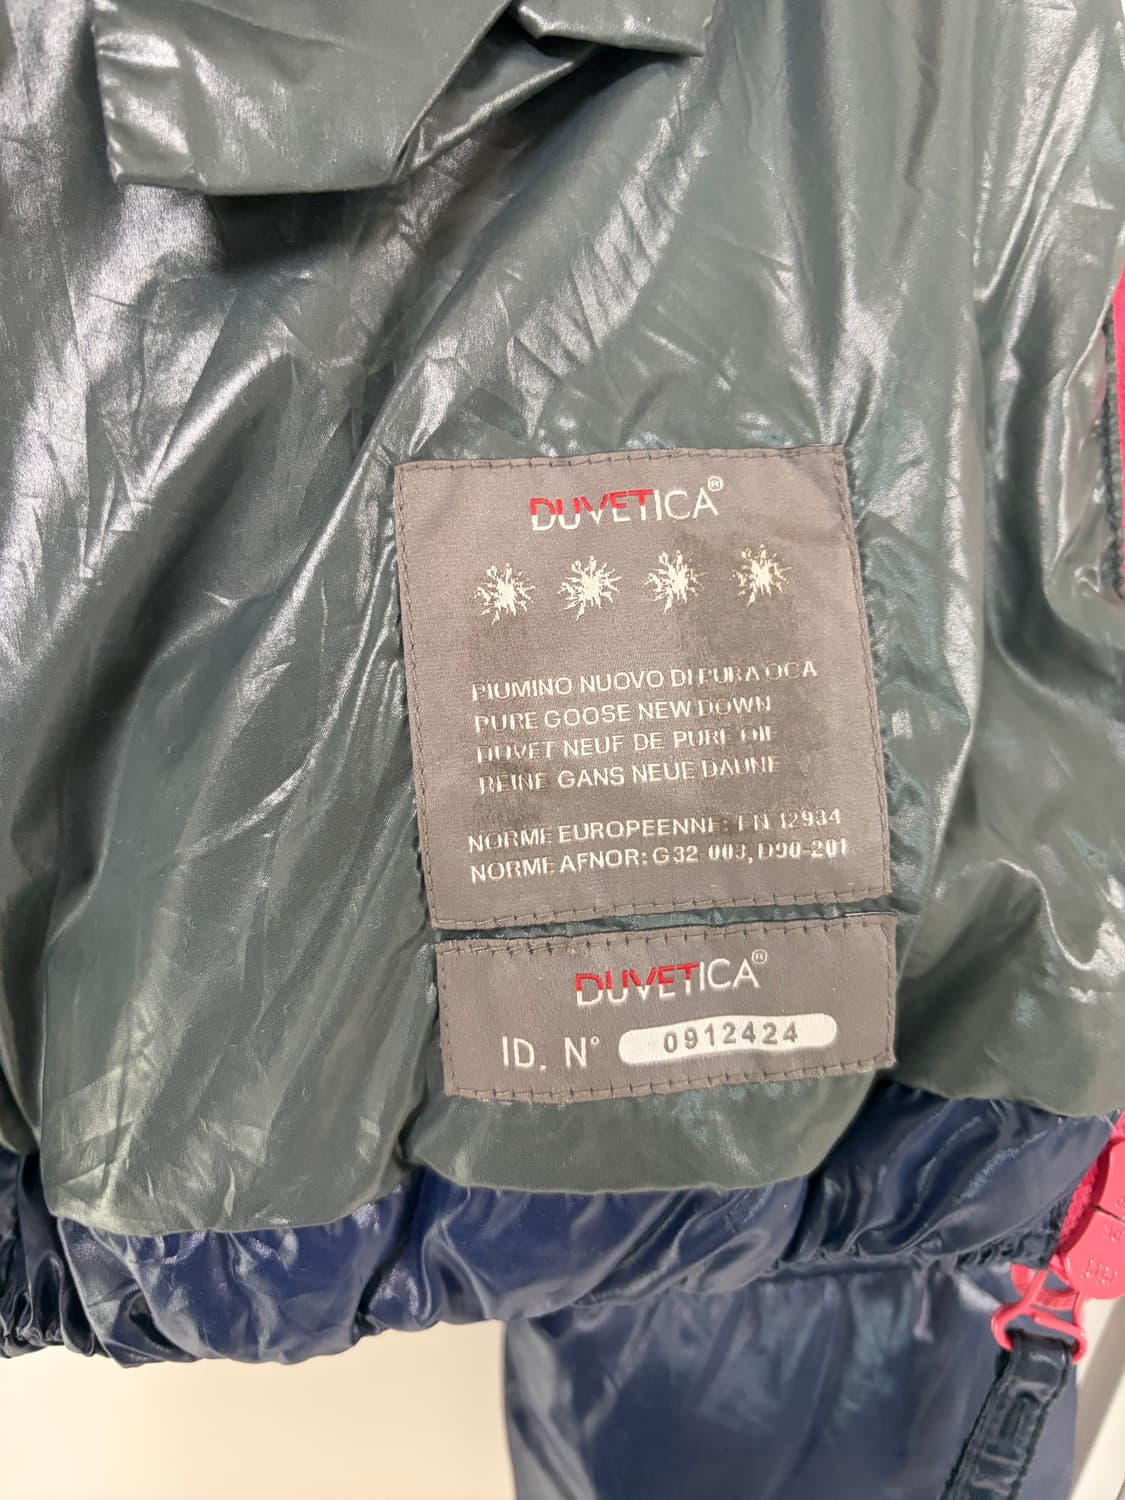 DUVETICA®
PIUMINO NUOVO DI PURA OCA
PURE GOOSE NEW DOWN
DUVET NEUF DE PURE OIE
REINE GANS NEUE DAUNE
NORME EUROPEENNE: EN 12934
NORME AFNOR: G32 003, D90-201
DUVETICA®
ID. N° 0912424